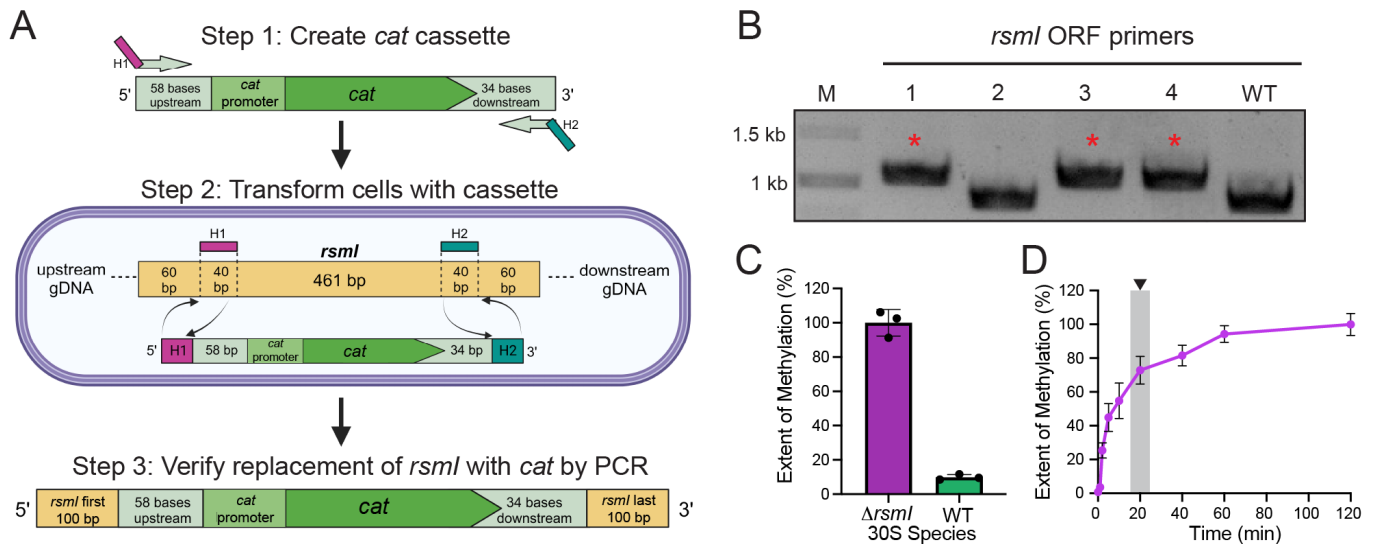 A
Step 1: Create cat cassette
H1
5'
58 bases
upstream
cat
promoter
cat
34 bases
downstream
3'
H2
Step 2: Transform cells with cassette
H1
rsmI
H2
upstream
gDNA
60
bp
40
bp
461 bp
40
bp
60
bp
downstream
gDNA
5'
H1
58 bp
cat
promoter
cat
34 bp
H2
3'
Step 3: Verify replacement of rsmI with cat by PCR
5'
rsmI first
100 bp
58 bases
upstream
cat
promoter
cat
34 bases
downstream
rsmI last
100 bp
3'
B
rsmI ORF primers
M 1 2 3 4 WT
* * *
1.5 kb
1 kb
C
Extent of Methylation (%)
120
100
80
60
40
20
0
ΔrsmI WT
30S Species
D
Extent of Methylation (%)
120
100
80
60
40
20
0
0 20 40 60 80 100 120
Time (min)